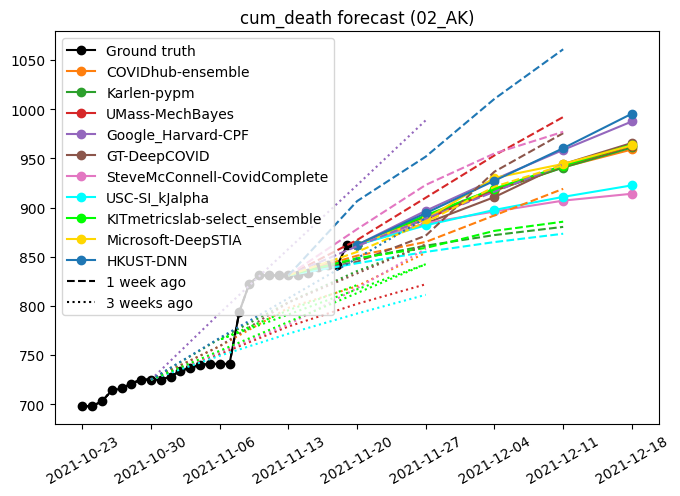 cum_death forecast (02_AK)
1050
1000
950
900
850
800
750
700
Ground truth
COVIDhub-ensemble
Karlen-pypm
UMass-MechBayes
Google_Harvard-CPF
GT-DeepCOVID
SteveMcConnell-CovidComplete
USC-SI_kJalpha
KITmetricslab-select_ensemble
Microsoft-DeepSTIA
HKUST-DNN
1 week ago
3 weeks ago
2021-10-23
2021-10-30
2021-11-06
2021-11-13
2021-11-20
2021-11-27
2021-12-04
2021-12-11
2021-12-18